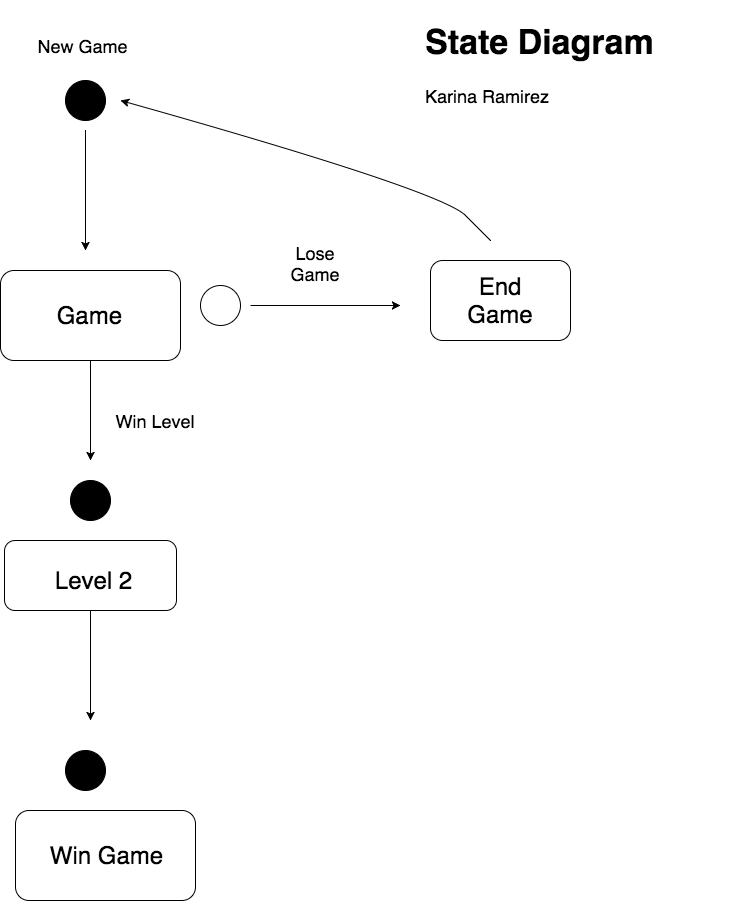 New Game
State Diagram
Karina Ramirez
Lose
Game
End
Game
Game
Win Level
Level 2
Win Game